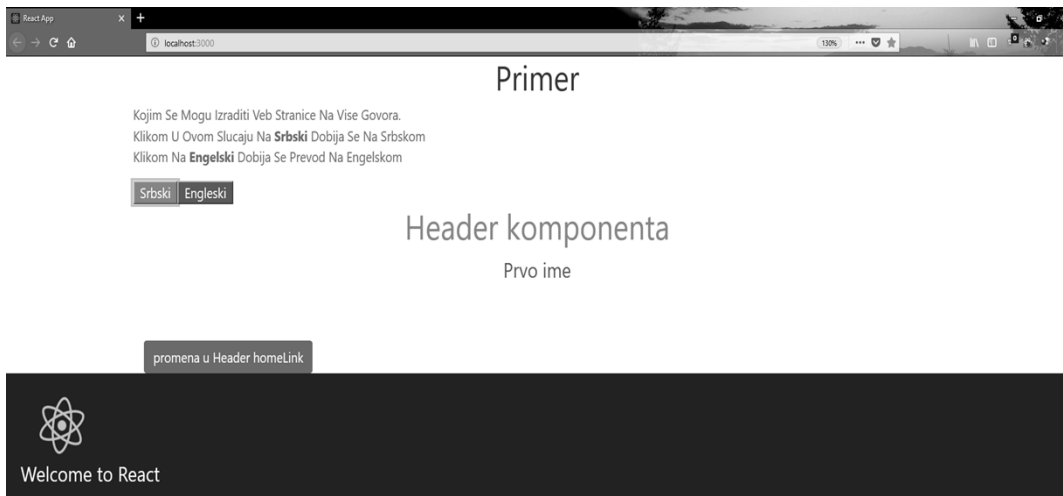 React App
localhost:3000
130%
Primer
Kojim Se Mogu Izraditi Veb Stranice Na Vise Govora.
Klikom U Ovom Slucaju Na Srbski Dobija Se Na Srbskom
Klikom Na Engelski Dobija Se Prevod Na Engelskom
Srbski Engleski
Header komponenta
Prvo ime
promena u Header homeLink
Welcome to React